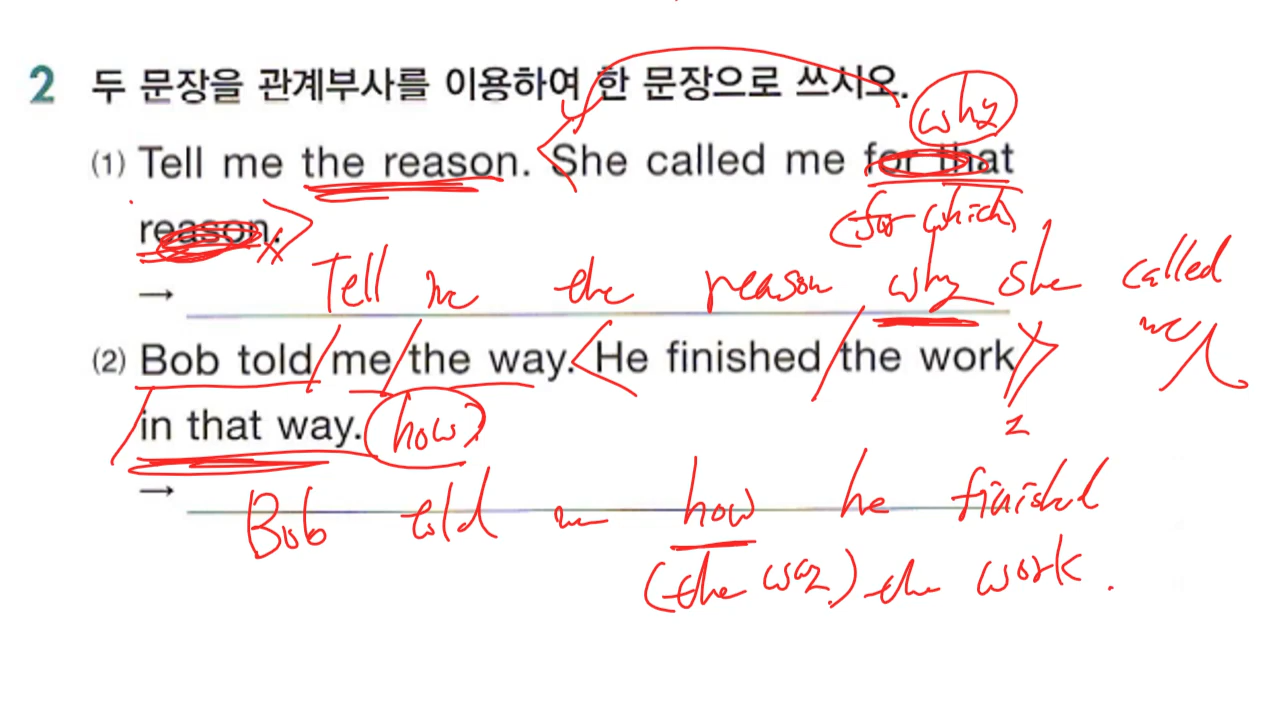 2 두 문장을 관계부사를 이용하여 한 문장으로 쓰시오.
why
(1) Tell me the reason. She called me for that
reason.
(for which)
→ Tell me the reason why she called
me
(2) Bob told me the way. He finished the work
in that way. how
→ Bob told me how he finished
(the way) the work.